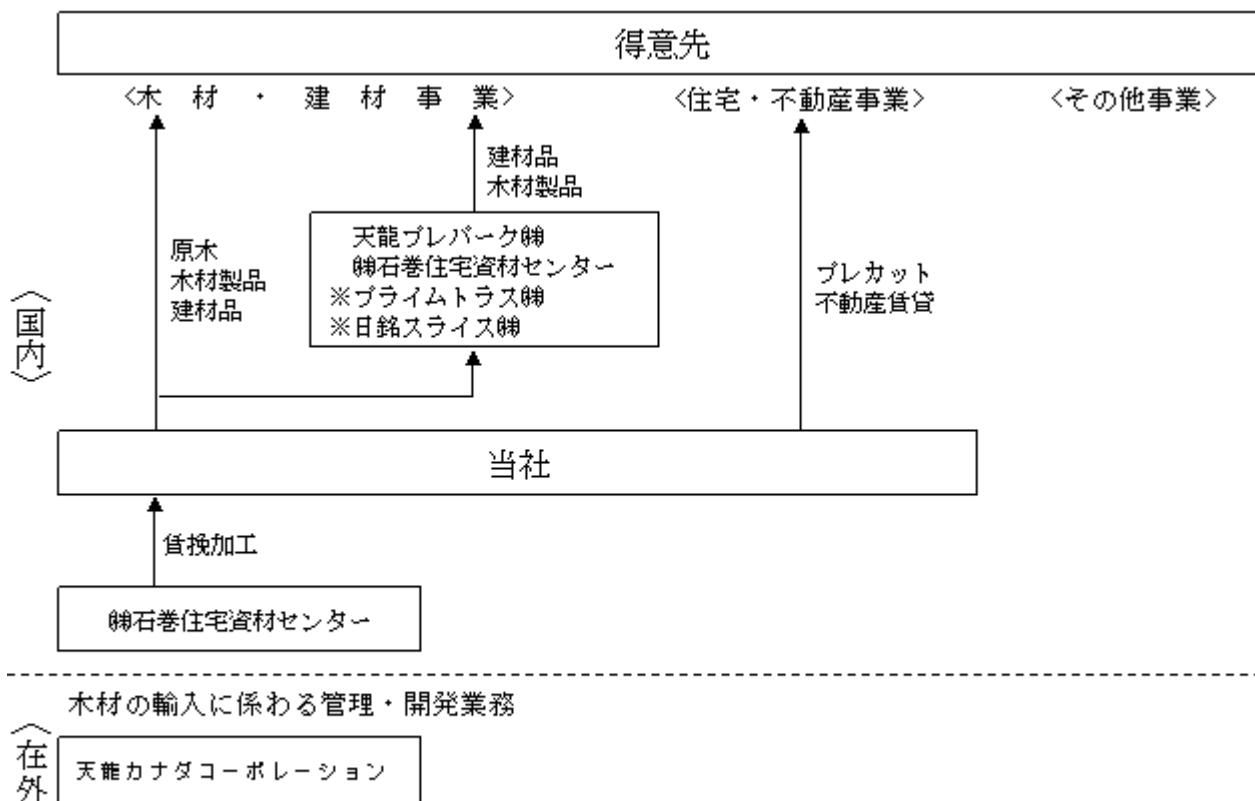 得意先
<木材・建材事業>
<住宅・不動産事業>
<その他事業>
建材品
木材製品
天龍プレパーク㈱
㈱石巻住宅資材センター
※プライムトラス㈱
※日銘スライス㈱
原木
木材製品
建材品
プレカット
不動産賃貸
〈国内〉
当社
賃挽加工
㈱石巻住宅資材センター
木材の輸入に係わる管理・開発業務
〈在外
天龍カナダコーポレーション